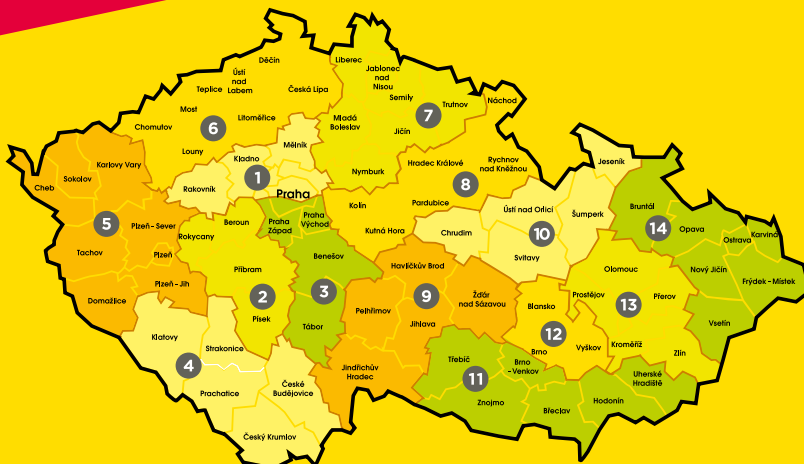 Děčín
Liberec
Ústí
nad
Labem
Jablonec
nad
Nisou
Teplice
Česká Lípa
Semily
Trutnov
Náchod
Most
Litoměřice
Mladá
Boleslav
7
Chomutov
6
Jičín
Louny
Mělník
Kladno
Jeseník
Karlovy Vary
Hradec Králové
Rychnov
nad Kněžnou
Sokolov
Nymburk
1
8
Cheb
Rakovník
Praha
Kolín
Pardubice
Ústí nad Orlicí
Šumperk
Bruntál
5
Plzeň - Sever
Beroun
Praha
Západ
Praha
Východ
Kutná Hora
Chrudim
10
14
Opava
Karviná
Ostrava
Rokycany
Tachov
Plzeň
Benešov
Svitavy
Příbram
Havlíčkův Brod
Olomouc
Nový Jičín
Frýdek - Místek
Plzeň - Jih
2
3
9
Žďár
nad Sázavou
Prostějov
Přerov
Domažlice
Pelhřimov
Blansko
13
Písek
Tábor
Jihlava
12
Vsetín
Klatovy
Strakonice
Brno
Vyškov
Kroměříž
Zlín
4
Jindřichův
Hradec
Třebíč
Brno
- Venkov
11
Uherské
Hradiště
Prachatice
České
Budějovice
Znojmo
Břeclav
Hodonín
Český Krumlov